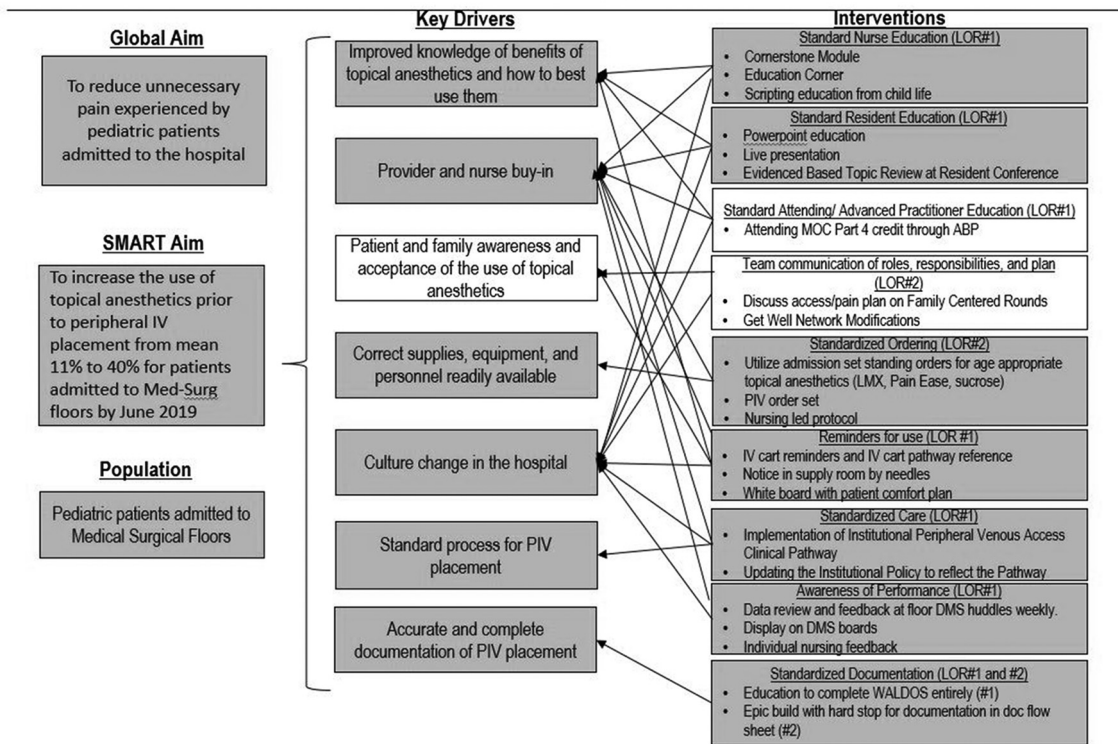 Global Aim
To reduce unnecessary
pain experienced by
pediatric patients
admitted to the hospital
SMART Aim
To increase the use of
topical anesthetics prior
to peripheral IV
placement from mean
11% to 40% for patients
admitted to Med-Surg
floors by June 2019
Population
Pediatric patients admitted to
Medical Surgical Floors
Key Drivers
Improved knowledge of benefits of
topical anesthetics and how to best
use them
Provider and nurse buy-in
Patient and family awareness and
acceptance of the use of topical
anesthetics
Correct supplies, equipment, and
personnel readily available
Culture change in the hospital
Standard process for PIV
placement
Accurate and complete
documentation of PIV placement
Interventions
Standard Nurse Education (LOR#1)
• Cornerstone Module
• Education Corner
• Scripting education from child life
Standard Resident Education (LOR#1)
• Powerpoint education
• Live presentation
• Evidenced Based Topic Review at Resident Conference
Standard Attending/ Advanced Practitioner Education (LOR#1)
• Attending MOC Part 4 credit through ABP
Team communication of roles, responsibilities, and plan
(LOR#2)
• Discuss access/pain plan on Family Centered Rounds
• Get Well Network Modifications
Standardized Ordering (LOR#2)
• Utilize admission set standing orders for age appropriate
topical anesthetics (LMX, Pain Ease, sucrose)
• PIV order set
• Nursing led protocol
Reminders for use (LOR #1)
• IV cart reminders and IV cart pathway reference
• Notice in supply room by needles
• White board with patient comfort plan
Standardized Care (LOR#1)
• Implementation of Institutional Peripheral Venous Access
Clinical Pathway
• Updating the Institutional Policy to reflect the Pathway
Awareness of Performance (LOR#1)
• Data review and feedback at floor DMS huddles weekly.
• Display on DMS boards
• Individual nursing feedback
Standardized Documentation (LOR#1 and #2)
• Education to complete WALDOS entirely (#1)
• Epic build with hard stop for documentation in doc flow
sheet (#2)